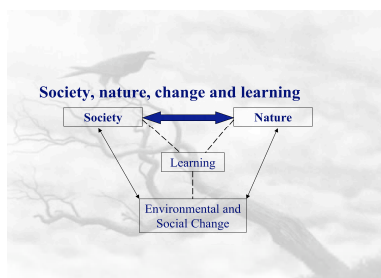 Society, nature, change and learning
Society
Nature
Learning
Environmental and
Social Change